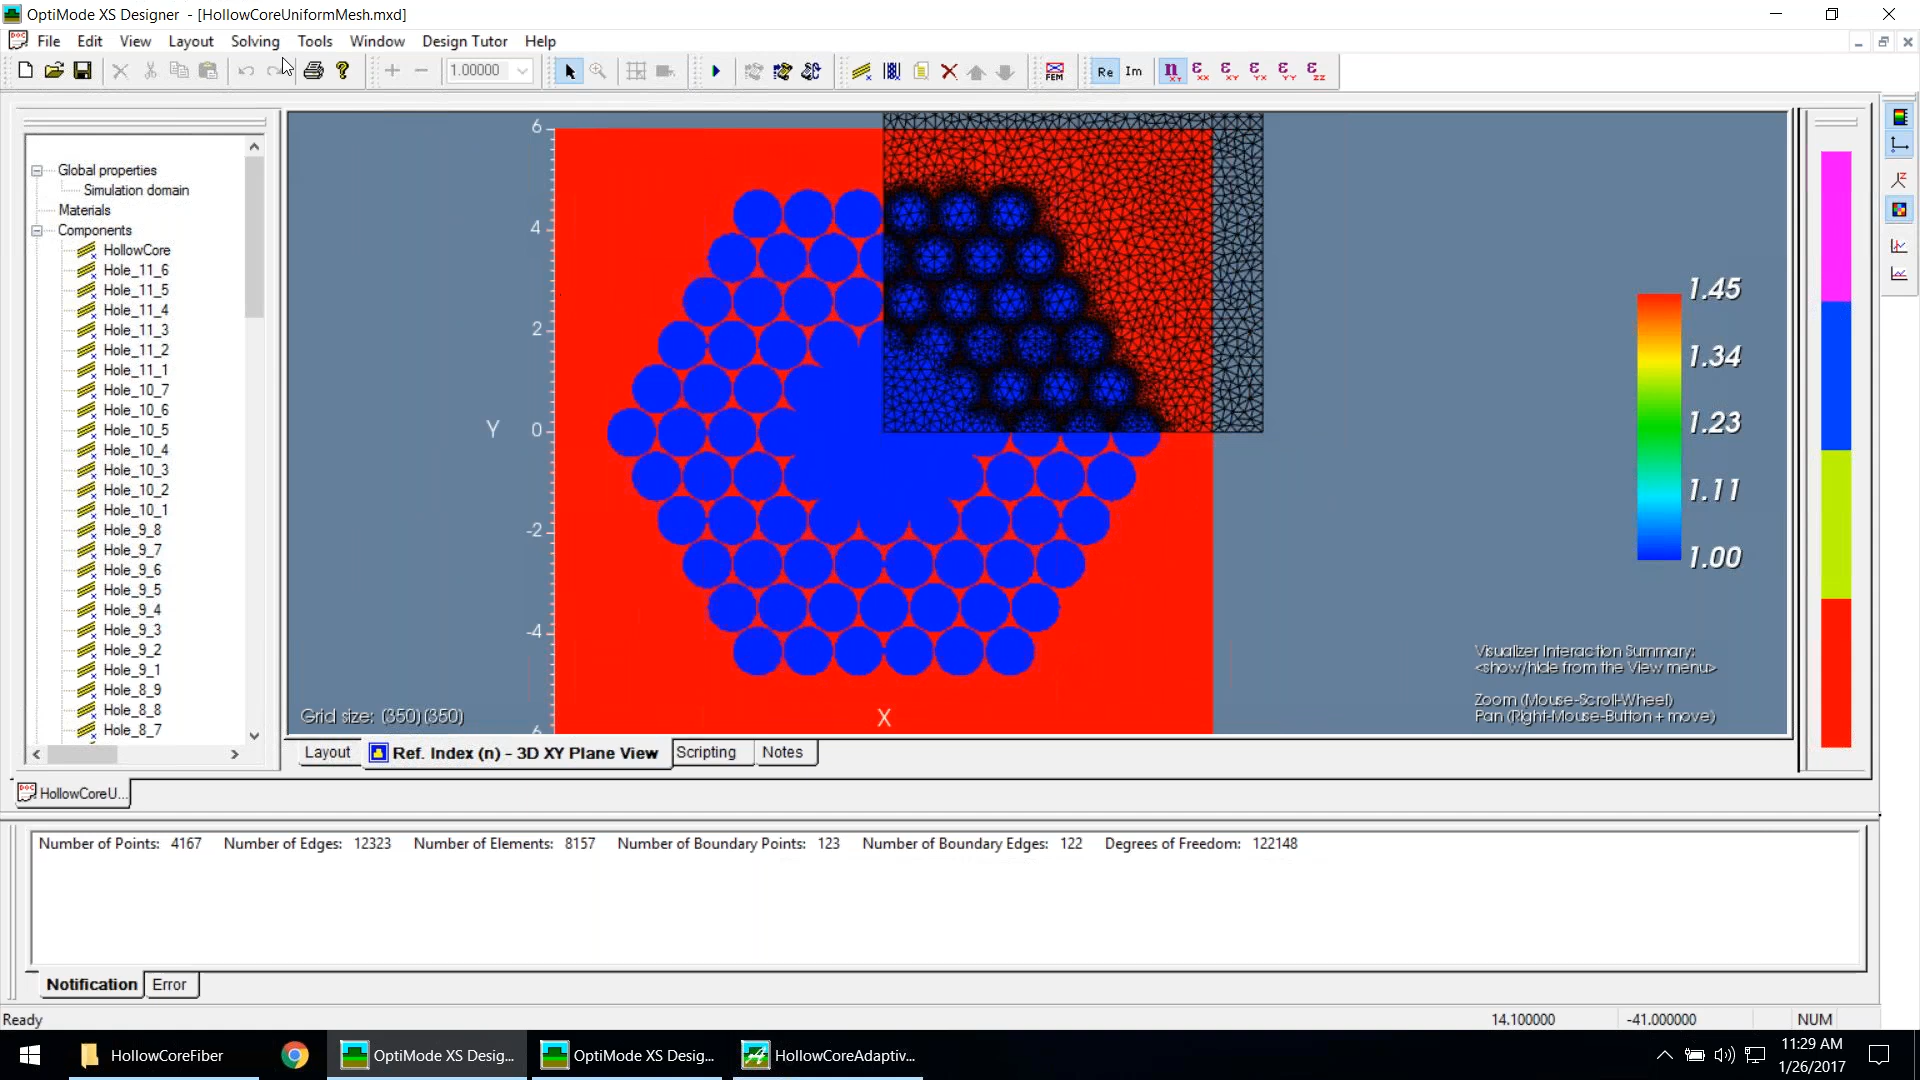 OptiMode XS Designer - [HollowCoreUniformMesh.mxd]
File Edit View Layout Solving Tools Window Design Tutor Help
1.00000 FEM Re Im n XY ε XX ε XY ε YX ε YY ε ZZ
Global properties
Simulation domain
Materials
Components
HollowCore
Hole_11_6
Hole_11_5
Hole_11_4
Hole_11_3
Hole_11_2
Hole_11_1
Hole_10_7
Hole_10_6
Hole_10_5
Hole_10_4
Hole_10_3
Hole_10_2
Hole_10_1
Hole_9_8
Hole_9_7
Hole_9_6
Hole_9_5
Hole_9_4
Hole_9_3
Hole_9_2
Hole_9_1
Hole_8_9
Hole_8_8
Hole_8_7
6
4
2
Y 0
-2
-4
X
Grid size: (350)(350)
1.45
1.34
1.23
1.11
1.00
Visualizer Interaction Summary:
<show/hide from the View menu>
Zoom (Mouse-Scroll-Wheel)
Pan (Right-Mouse-Button + move)
Layout Ref. Index (n) - 3D XY Plane View Scripting Notes
HollowCoreU...
Number of Points: 4167 Number of Edges: 12323 Number of Elements: 8157 Number of Boundary Points: 123 Number of Boundary Edges: 122 Degrees of Freedom: 122148
Notification Error
Ready 14.100000 -41.000000 NUM
HollowCoreFiber OptiMode XS Desig... OptiMode XS Desig... HollowCoreAdaptiv... 11:29 AM
1/26/2017